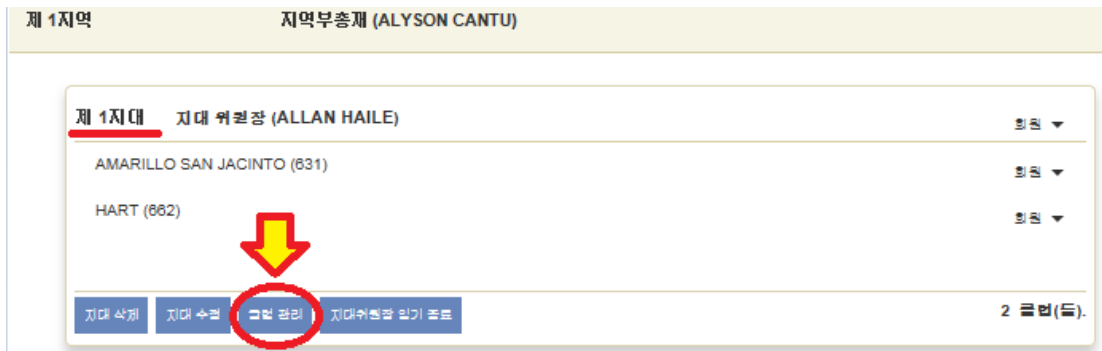 제 1지역 지역부총재 (ALYSON CANTU)
제 1지대 지대 위원장 (ALLAN HAILE)
회원
AMARILLO SAN JACINTO (631)
회원
HART (662)
회원
지대 삭제 지대 수정 클럽 관리 지대위원장 임기 종료
2 클럽(들).